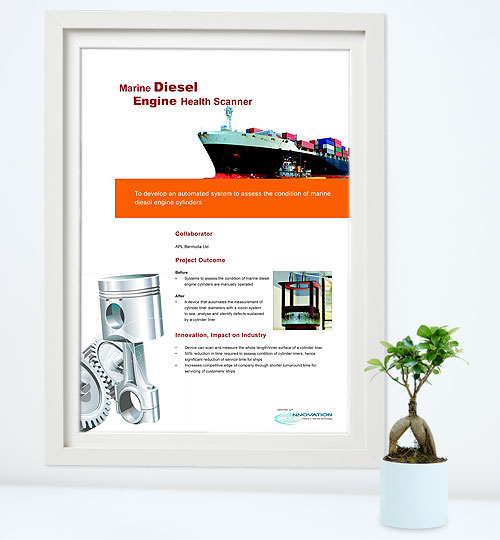 Marine Diesel
Engine Health Scanner
To develop an automated system to assess the condition of marine
diesel engine cylinders
Collaborator
APL Bermuda Ltd
Project Outcome
Before
• Systems to assess the condition of marine diesel
engine cylinders are manually operated
After
• A device that automates the measurement of
cylinder liner diameters with a vision system
to see, analyse and identify defects sustained
by a cylinder liner
Innovation, Impact on Industry
• Device can scan and measure the whole length/inner surface of a cylinder liner
• 50% reduction in time required to assess condition of cylinder liners, hence
significant reduction of service time for ships
• Increases competitive edge of company through shorter turnaround time for
servicing of customers' ships
CENTRE OF
INNOVATION